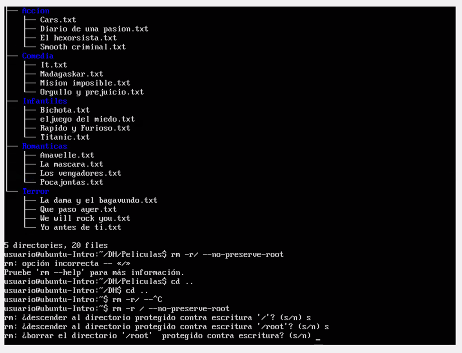 ├── Accion
│   ├── Cars.txt
│   ├── Diario de una pasion.txt
│   ├── El hexorsista.txt
│   └── Smooth criminal.txt
├── Comedia
│   ├── It.txt
│   ├── Madagaskar.txt
│   ├── Mision imposible.txt
│   └── Orgullo y prejuicio.txt
├── Infantiles
│   ├── Bichota.txt
│   ├── eljuego del miedo.txt
│   ├── Rapido y Furioso.txt
│   └── Titanic.txt
├── Romanticas
│   ├── Anavelle.txt
│   ├── La mascara.txt
│   ├── Los vengadores.txt
│   └── Pocajontas.txt
└── Terror
    ├── La dama y el bagavundo.txt
    ├── Que paso ayer.txt
    ├── We will rock you.txt
    └── Yo antes de ti.txt
5 directories, 20 files
usuario@ubuntu-Intro:~/DH/Peliculas$ rm -r/ --no-preserve-root
rm: opción incorrecta -- «/»
Pruebe 'rm --help' para más información.
usuario@ubuntu-Intro:~/DH/Peliculas$ cd ..
usuario@ubuntu-Intro:~/DH$ cd ..
usuario@ubuntu-Intro:~$ rm -r/ --^C
usuario@ubuntu-Intro:~$ rm -r / --no-preserve-root
rm: ¿descender al directorio protegido contra escritura '/'? (s/n) s
rm: ¿descender al directorio protegido contra escritura '/root'? (s/n) s
rm: ¿borrar el directorio '/root' protegido contra escritura? (s/n) _